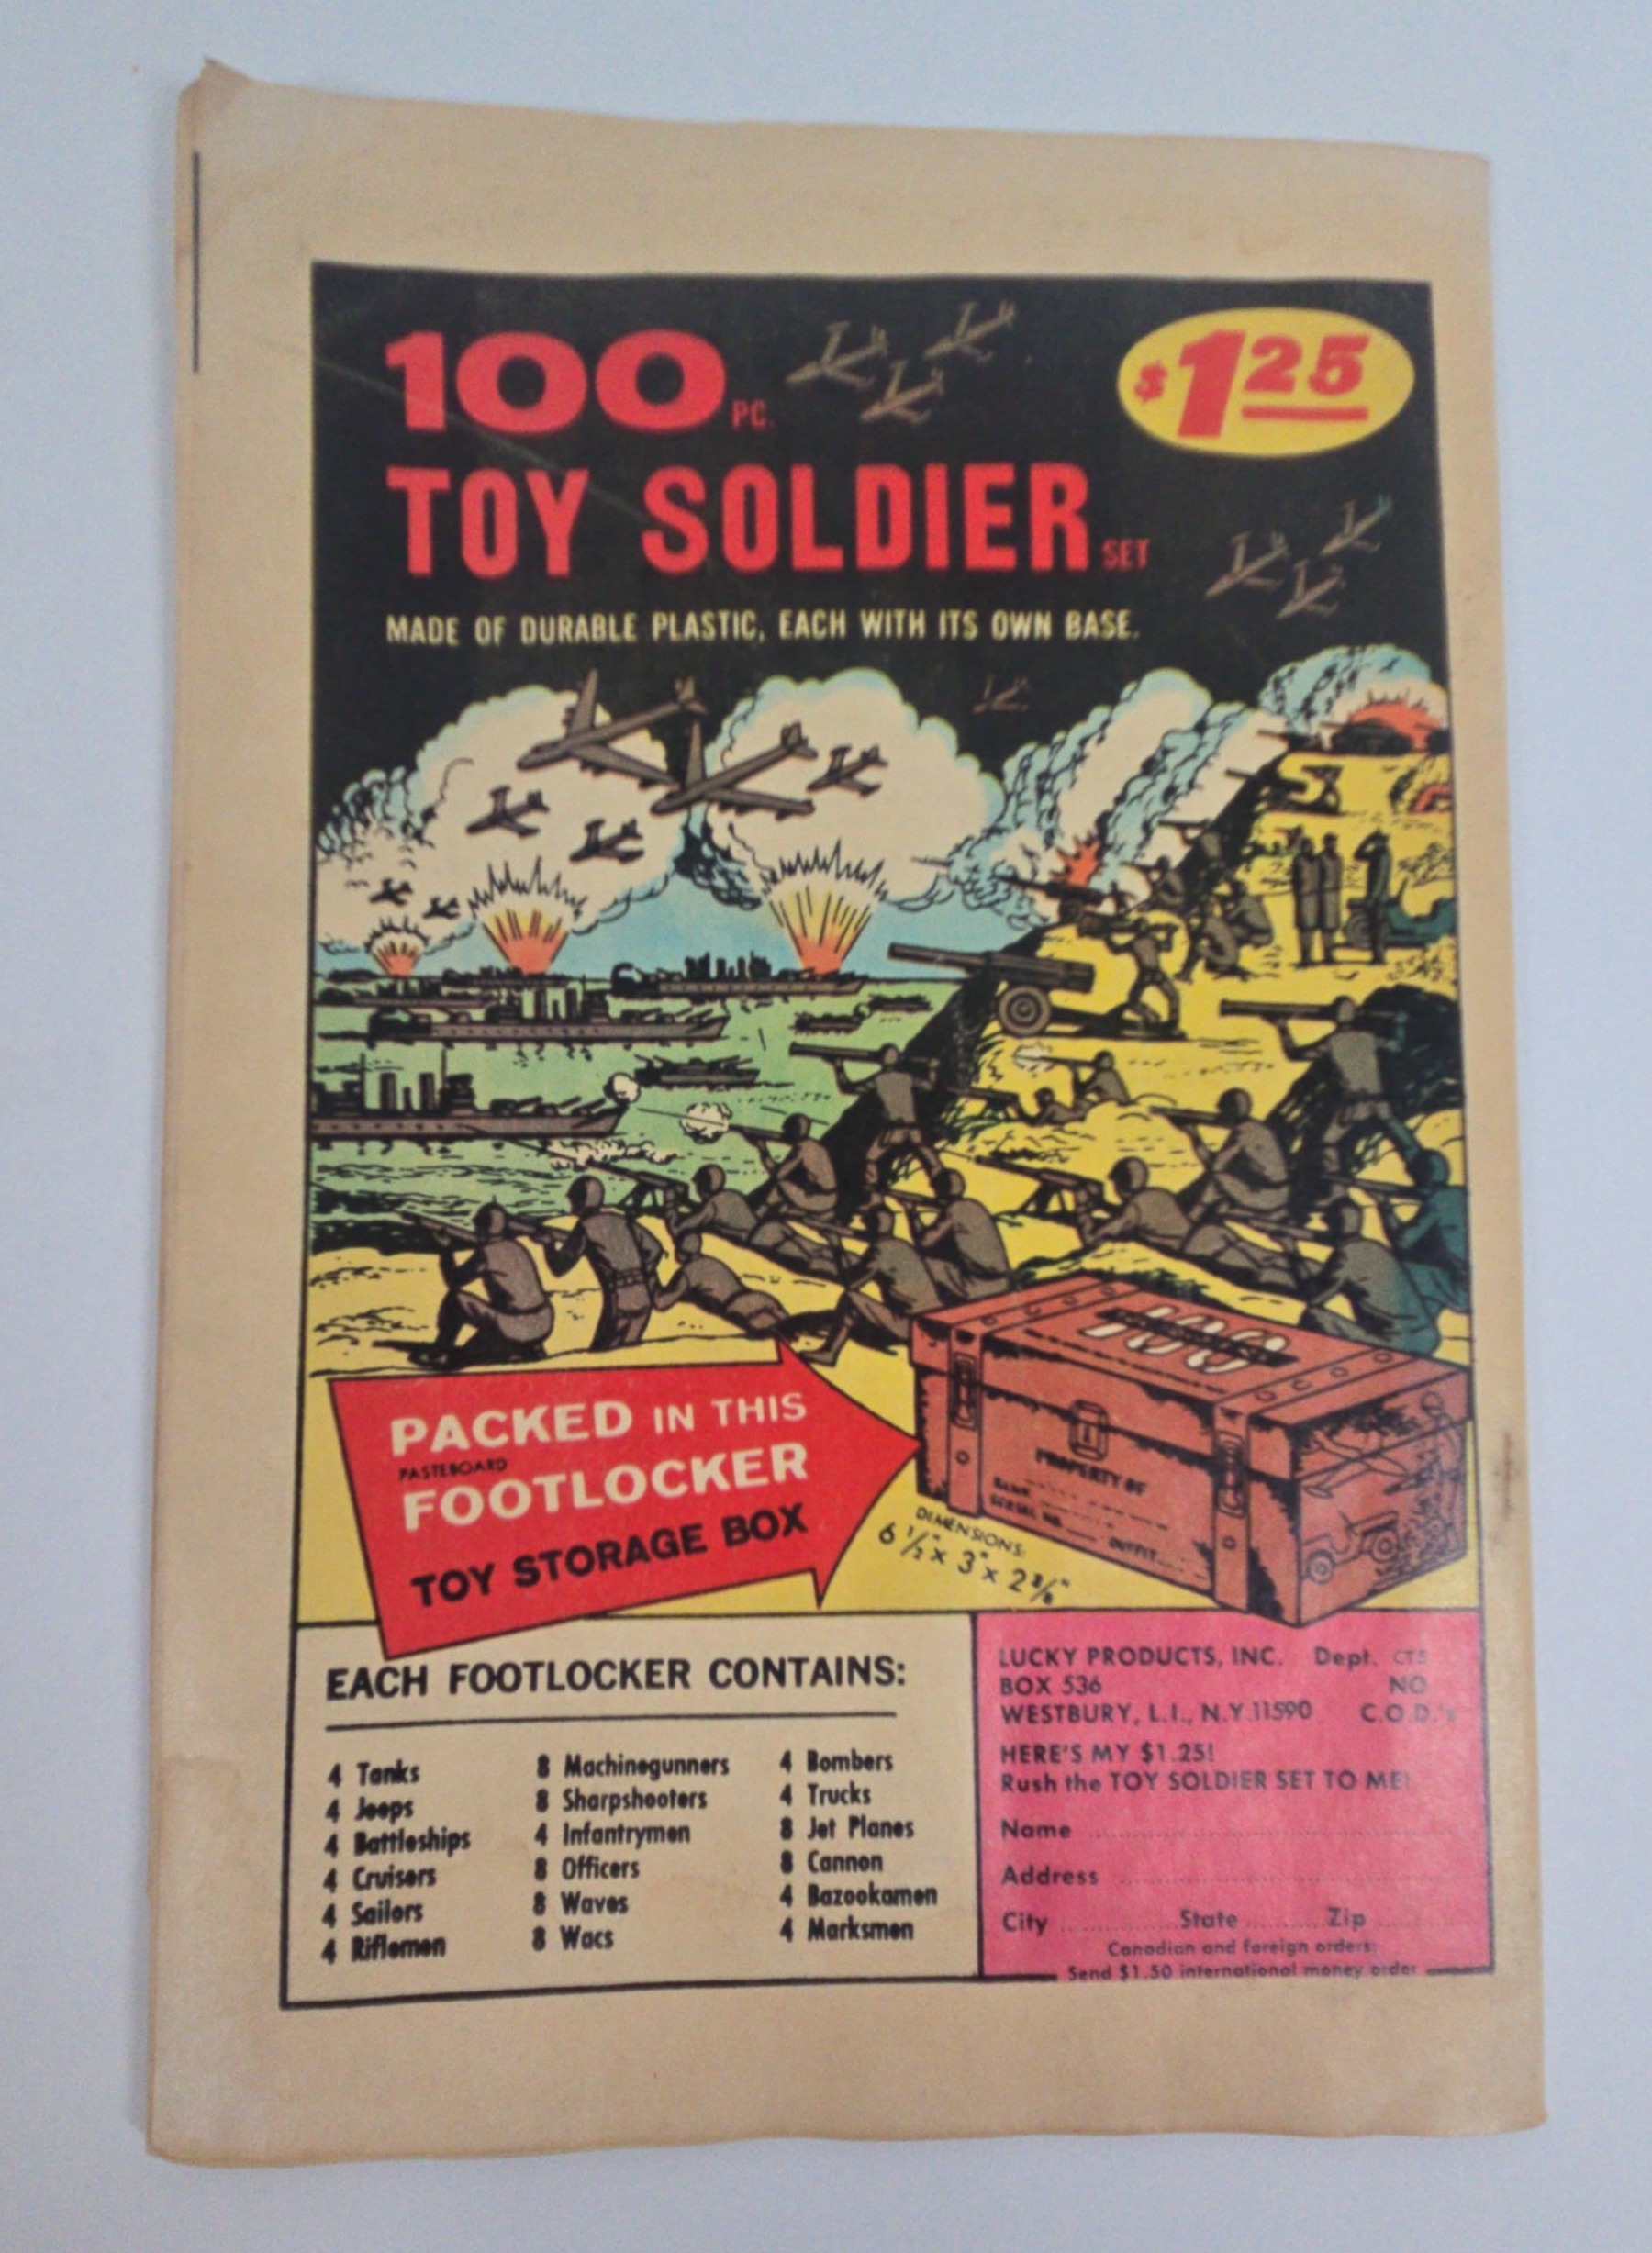 100 PC.
$1 25
TOY SOLDIER SET
MADE OF DURABLE PLASTIC, EACH WITH ITS OWN BASE.
100
PACKED IN THIS
PASTEBOARD
FOOTLOCKER
TOY STORAGE BOX
PROPERTY OF
SERIAL NO.
OUTFIT
DIMENSIONS:
6 1/2" x 3" x 2 3/8"
EACH FOOTLOCKER CONTAINS:
4 Tanks
4 Jeeps
4 Battleships
4 Cruisers
4 Sailors
4 Riflemen
8 Machinegunners
8 Sharpshooters
4 Infantrymen
8 Officers
8 Waves
8 Wacs
4 Bombers
4 Trucks
8 Jet Planes
8 Cannon
4 Bazookamen
4 Marksmen
LUCKY PRODUCTS, INC. Dept. CTS
BOX 536 NO
WESTBURY, L.I., N.Y. 11590 C.O.D.'s
HERE'S MY $1.25!
Rush the TOY SOLDIER SET TO ME!
Name
Address
City State Zip
Canadian and foreign orders:
Send $1.50 international money order